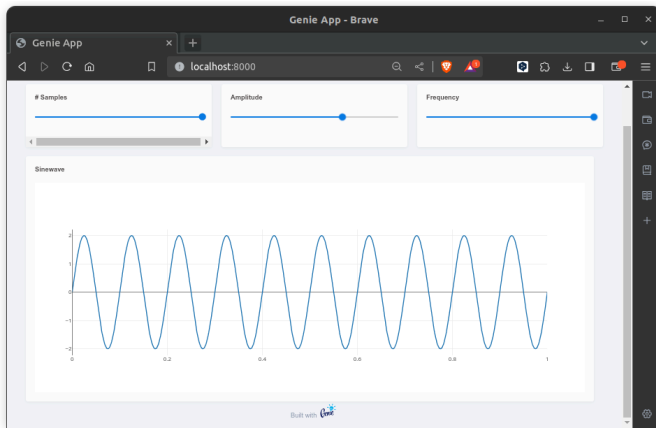 Genie App - Brave
Genie App
localhost:8000
# Samples
Amplitude
Frequency
Sinewave
2
1
0
−1
−2
0
0.2
0.4
0.6
0.8
1
Built with Genie